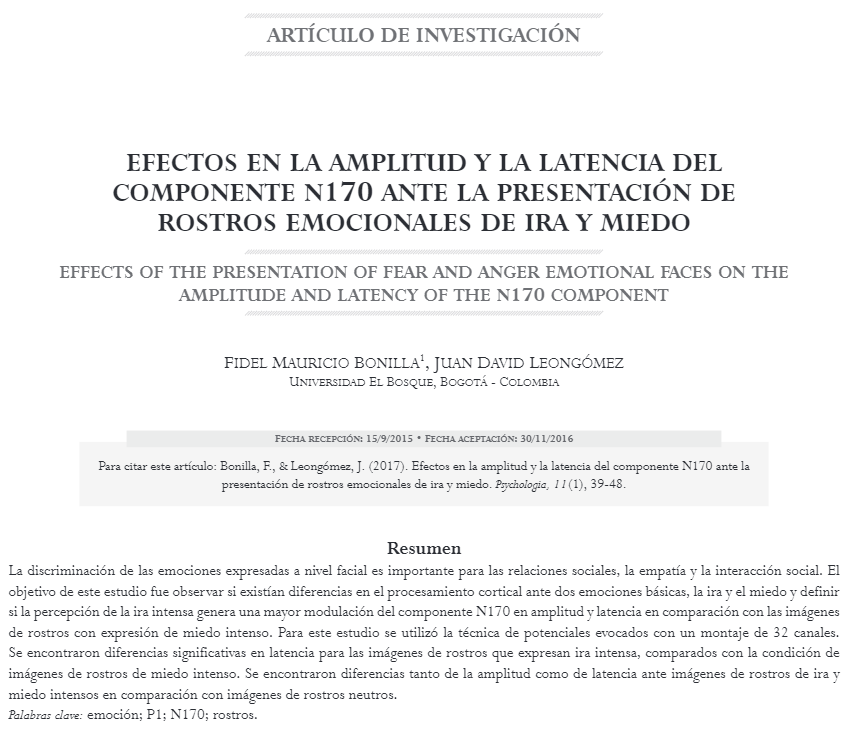 ARTÍCULO DE INVESTIGACIÓN
EFECTOS EN LA AMPLITUD Y LA LATENCIA DEL
COMPONENTE N170 ANTE LA PRESENTACIÓN DE
ROSTROS EMOCIONALES DE IRA Y MIEDO
EFFECTS OF THE PRESENTATION OF FEAR AND ANGER EMOTIONAL FACES ON THE
AMPLITUDE AND LATENCY OF THE N170 COMPONENT
Fidel Mauricio Bonilla¹, Juan David Leongómez
Universidad El Bosque, Bogotá - Colombia
Fecha recepción: 15/9/2015 • Fecha aceptación: 30/11/2016
Para citar este artículo: Bonilla, F., & Leongómez, J. (2017). Efectos en la amplitud y la latencia del componente N170 ante la
presentación de rostros emocionales de ira y miedo. Psychologia, 11(1), 39-48.
Resumen
La discriminación de las emociones expresadas a nivel facial es importante para las relaciones sociales, la empatía y la interacción social. El
objetivo de este estudio fue observar si existían diferencias en el procesamiento cortical ante dos emociones básicas, la ira y el miedo y definir
si la percepción de la ira intensa genera una mayor modulación del componente N170 en amplitud y latencia en comparación con las imágenes
de rostros con expresión de miedo intenso. Para este estudio se utilizó la técnica de potenciales evocados con un montaje de 32 canales.
Se encontraron diferencias significativas en latencia para las imágenes de rostros que expresan ira intensa, comparados con la condición de
imágenes de rostros de miedo intenso. Se encontraron diferencias tanto de la amplitud como de latencia ante imágenes de rostros de ira y
miedo intensos en comparación con imágenes de rostros neutros.
Palabras clave: emoción; P1; N170; rostros.